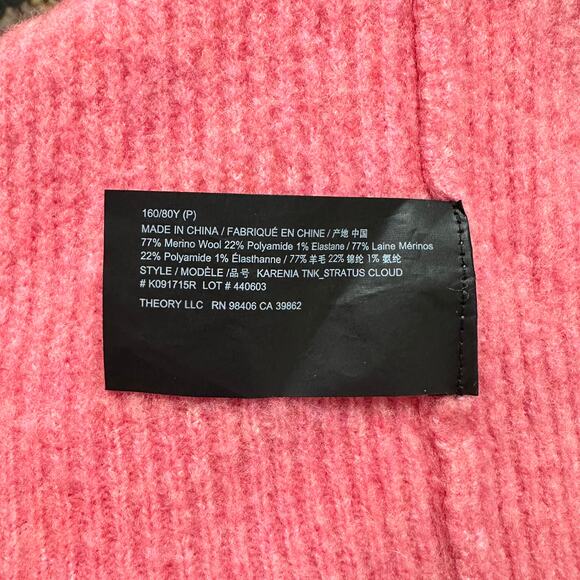 160/80Y (P)
MADE IN CHINA / FABRIQUÉ EN CHINE / 产地 中国
77% Merino Wool 22% Polyamide 1% Elastane / 77% Laine Mérinos
22% Polyamide 1% Élasthanne / 77% 羊毛 22% 锦纶 1% 氨纶
STYLE / MODÈLE / 品号 KARENIA TNK_STRATUS CLOUD
# K091715R LOT # 440603
THEORY LLC RN 98406 CA 39862